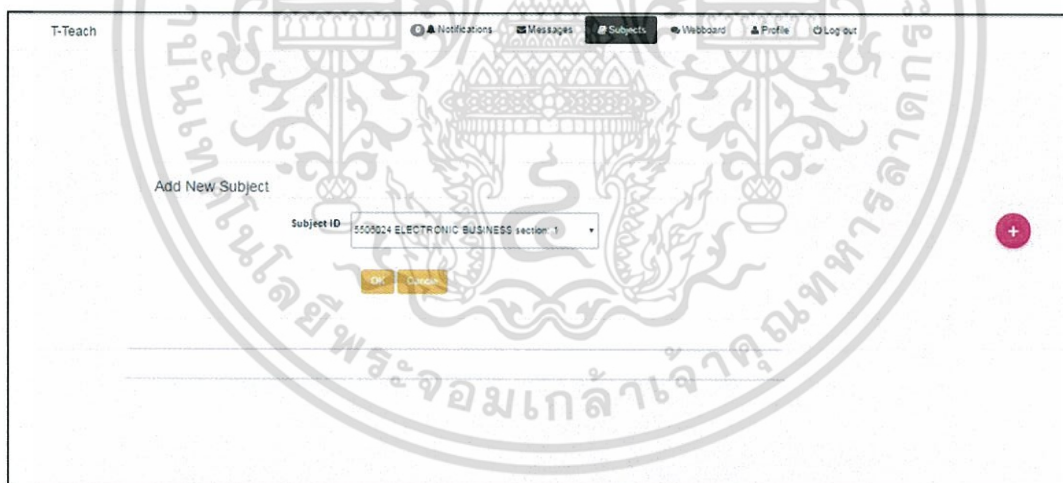 T-Teach
0 Notifications Messages Subjects Webboard Profile Log out
Add New Subject
Subject ID
5506024 ELECTRONIC BUSINESS section: 1
OK Cancel
+